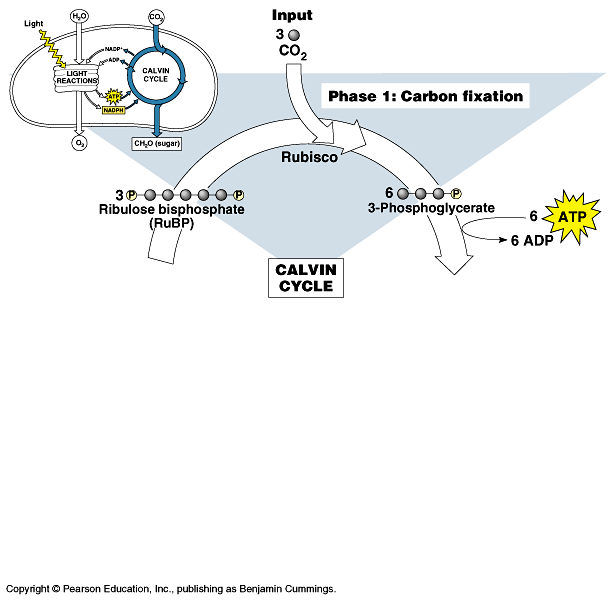 Light
H₂O
CO₂
NADP⁺
ADP
LIGHT
REACTIONS
CALVIN
CYCLE
ATP
NADPH
O₂
CH₂O (sugar)
Input
3
CO₂
Phase 1: Carbon fixation
Rubisco
3 P P
Ribulose bisphosphate
(RuBP)
6 P
3-Phosphoglycerate
6 ATP
6 ADP
CALVIN
CYCLE
Copyright © Pearson Education, Inc., publishing as Benjamin Cummings.